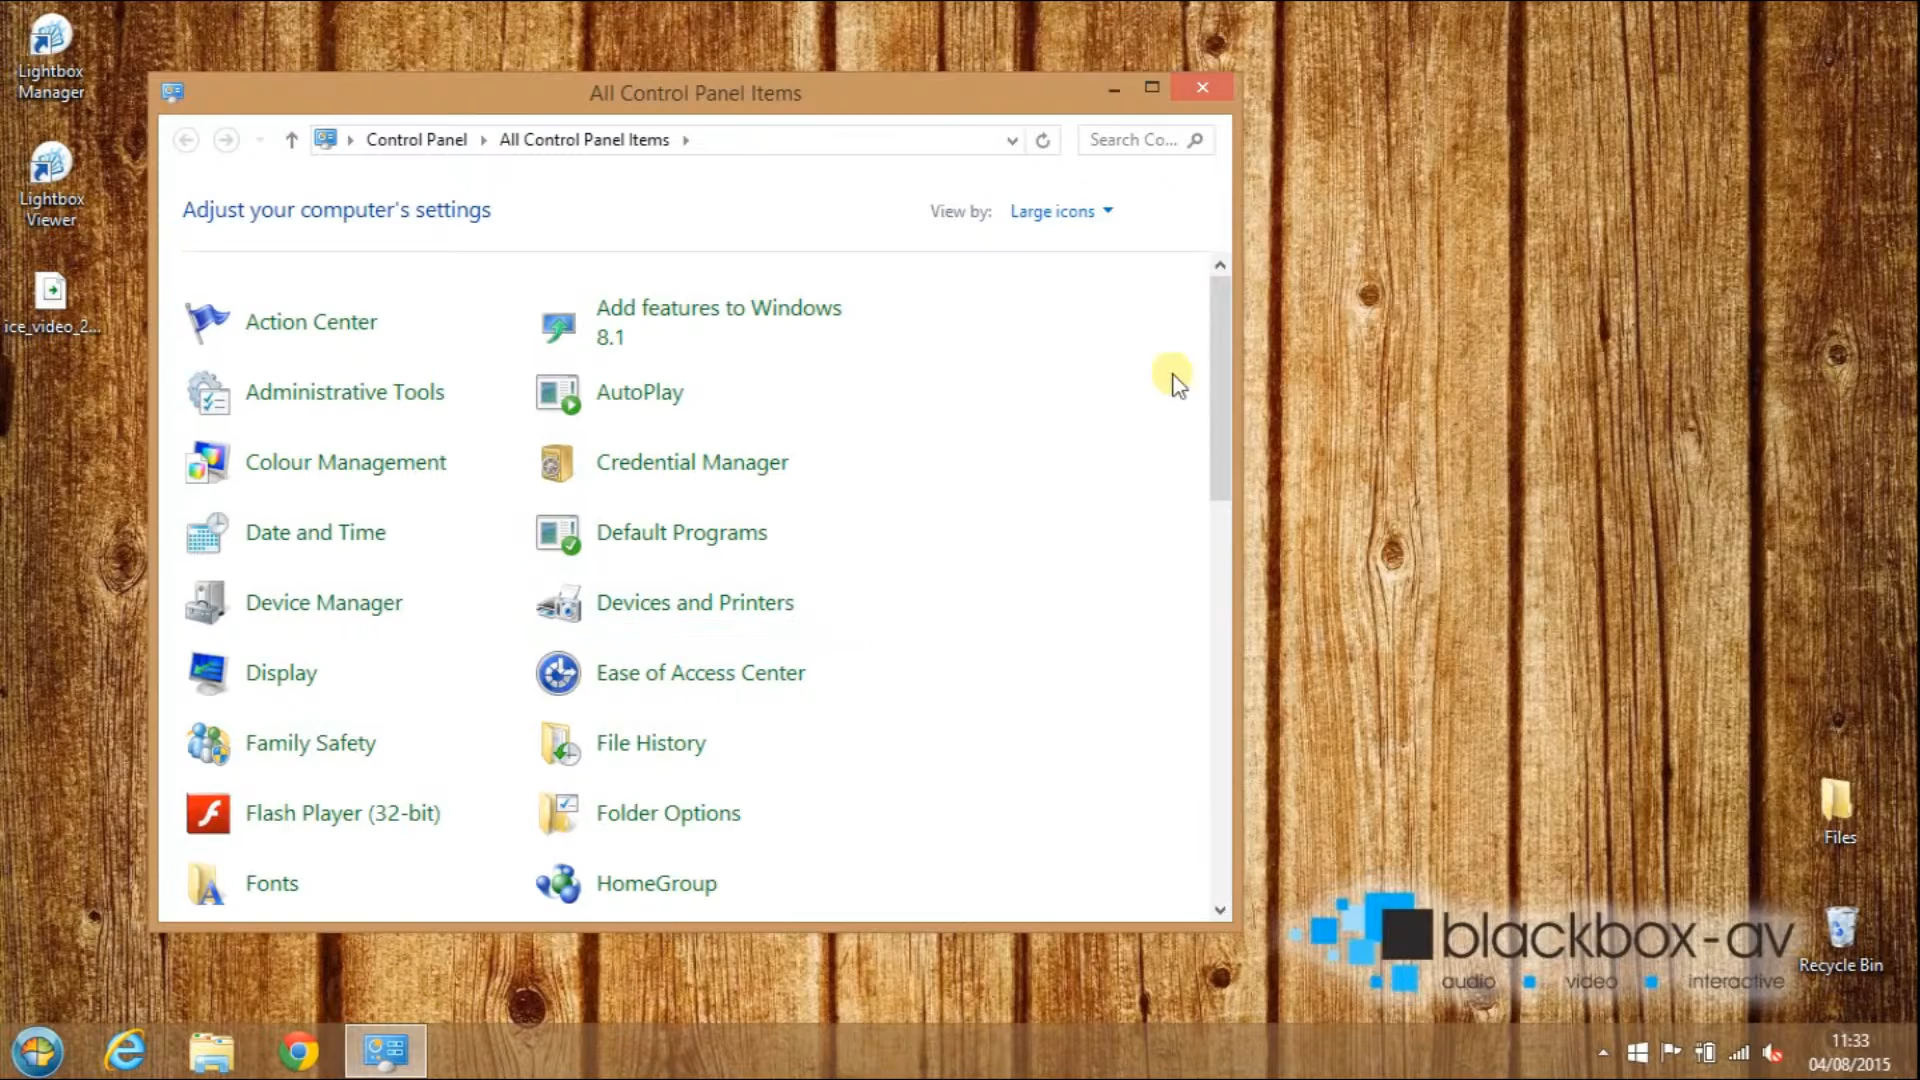 Lightbox
Manager
Lightbox
Viewer
ice_video_2...
All Control Panel Items
Control Panel
All Control Panel Items
Search Co...
Adjust your computer's settings
View by:
Large icons
Action Center
Add features to Windows
8.1
Administrative Tools
AutoPlay
Colour Management
Credential Manager
Date and Time
Default Programs
Device Manager
Devices and Printers
Display
Ease of Access Center
Family Safety
File History
Flash Player (32-bit)
Folder Options
Fonts
HomeGroup
Files
blackbox-av
audio video interactive
Recycle Bin
11:33
04/08/2015